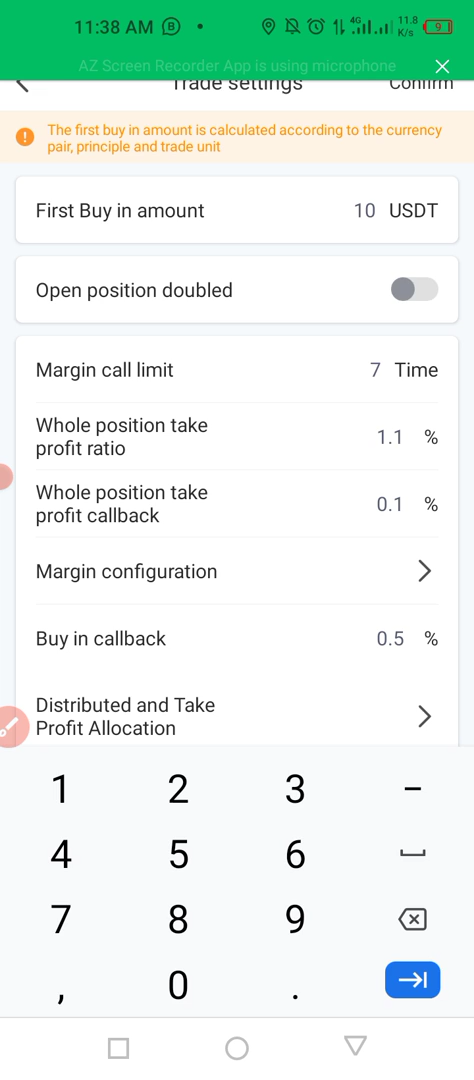 11:38 AM B • 4G 11.8 K/s 9
AZ Screen Recorder App is using microphone
Trade settings Confirm
! The first buy in amount is calculated according to the currency
pair, principle and trade unit
First Buy in amount 10 USDT
Open position doubled
Margin call limit 7 Time
Whole position take
profit ratio 1.1 %
Whole position take
profit callback 0.1 %
Margin configuration
Buy in callback 0.5 %
Distributed and Take
Profit Allocation
1 2 3 –
4 5 6
7 8 9
, 0 .